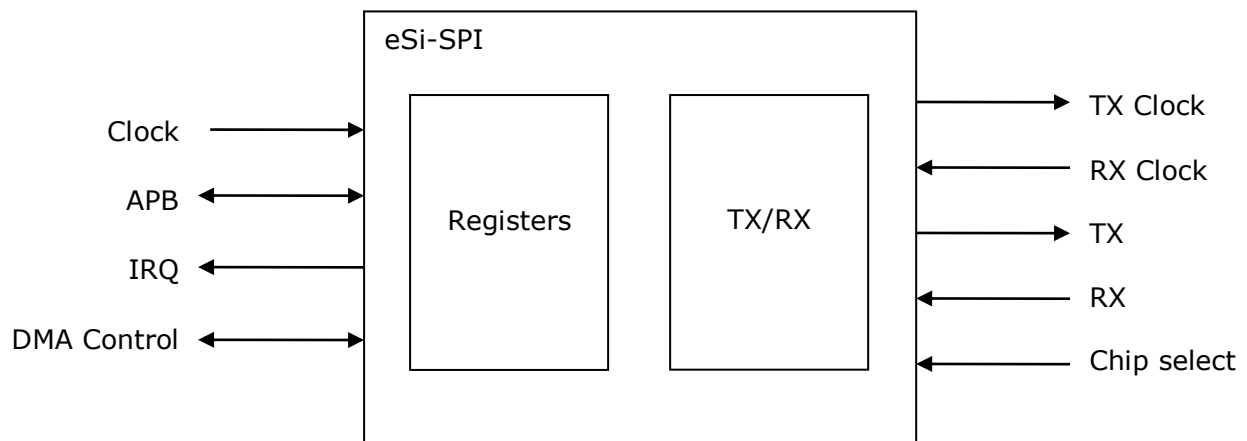 eSi-SPI
Clock
APB
IRQ
DMA Control
Registers
TX/RX
TX Clock
RX Clock
TX
RX
Chip select